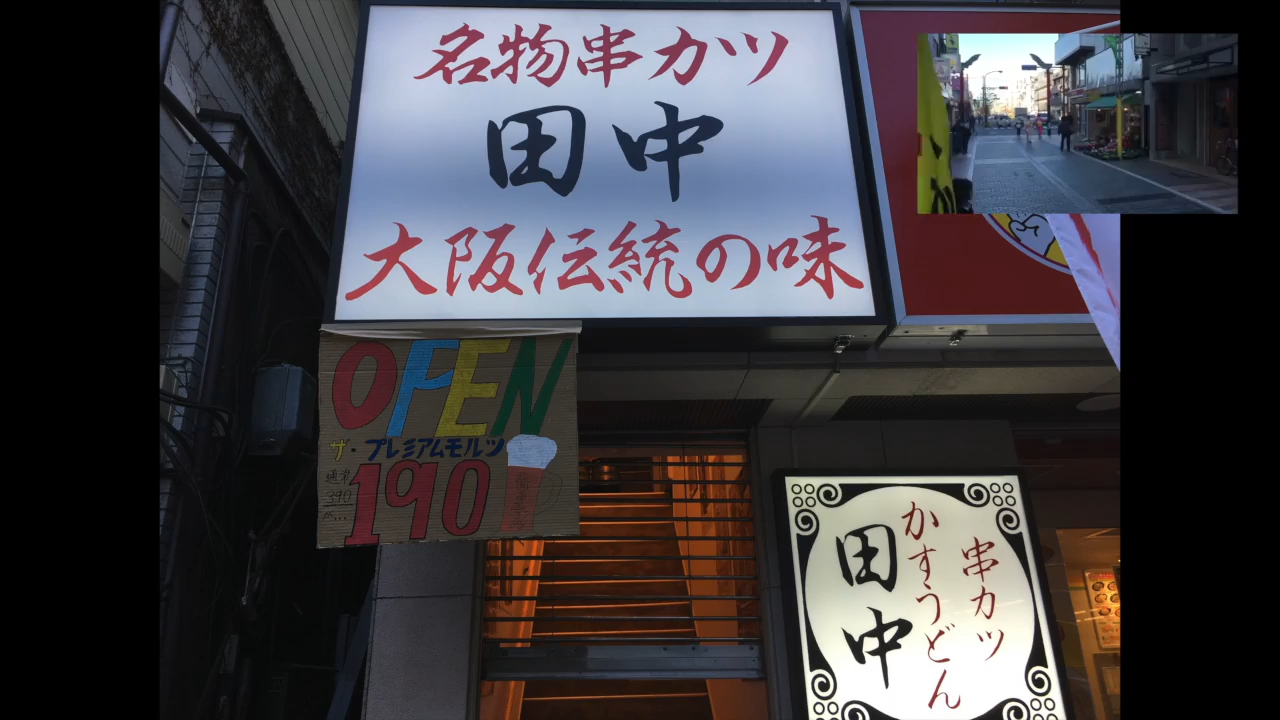 名物串カツ
田中
大阪伝統の味
OPEN
ザ・プレミアムモルツ
通常
390
が...
190
串カツ
かすうどん
田中